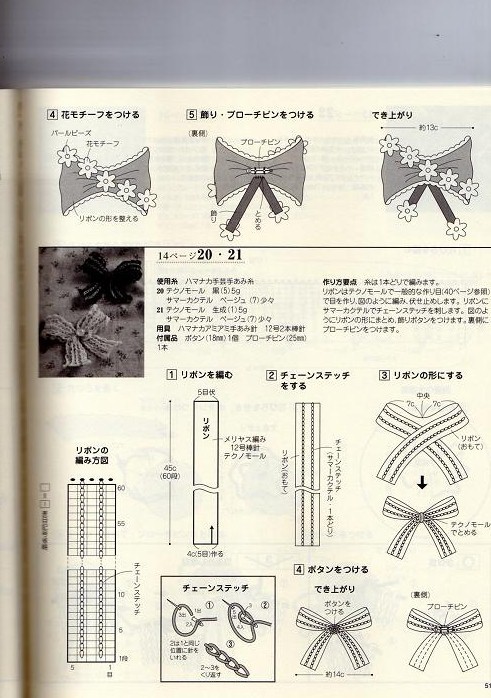 4 花モチーフをつける
パールビーズ
花モチーフ
リボンの形を整える
5 飾り・ブローチピンをつける
(裏側)
ブローチピン
飾り
とめる
でき上がり
約13c
14ページ20・21
使用糸 ハマナカ手芸手あみ糸
20 テクノモール 黒(5)5g
サマーカクテル ベージュ(7)少々
21 テクノモール 生成(1)5g
サマーカクテル ベージュ(7)少々
用具 ハマナカアミアミ手あみ針 12号2本棒針
付属品 ボタン(18mm)1個 ブローチピン(25mm)
1本
作り方要点 糸は1本どりで編みます。
リボンはテクノモールで一般的な作り目(40ページ参照)
で目を作り、図のように編み、伏せ止めします。リボンに
サマーカクテルでチェーンステッチを刺します。図のよ
うにリボンの形にまとめ、飾りボタンをつけます。裏側に
ブローチピンをつけます。
1 リボンを編む
5目伏
リボン
メリヤス編み
12号棒針
テクノモール
45c
(60段)
4c(5目)作る
2 チェーンステッチ
をする
リボン(おもて)
チェーンステッチ
(サマーカクテル・1本どり)
3 リボンの形にする
中央
7c 7c
リボン
(おもて)
テクノモール
でとめる
リボンの
編み方図
60
55
10
5
1段
5 1
目
チェーンステッチ
チェーンステッチ
3出
1出
2入
①
②
③
2は1と同じ
位置に針を
いれる
2～3を
くり返す
4 ボタンをつける
でき上がり
ボタンを
つける
約14c
(裏側)
ブローチピン
51